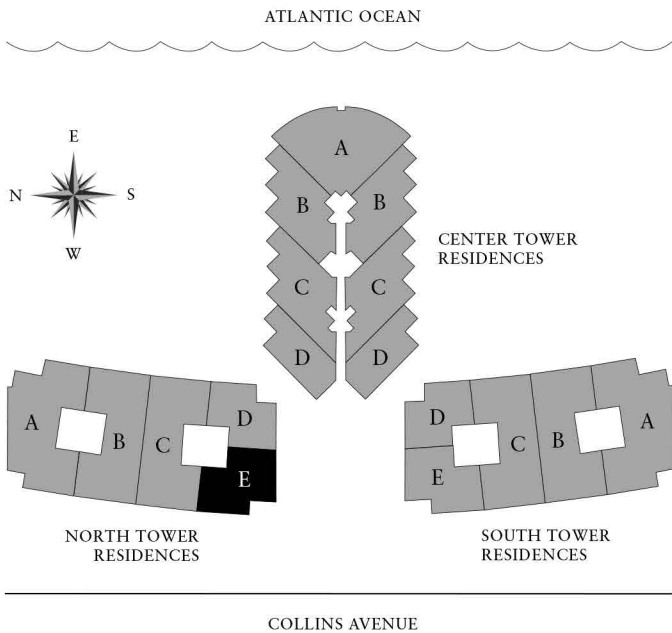 ATLANTIC OCEAN
E
N S
W
A
B B
C C
D D
CENTER TOWER
RESIDENCES
A B C D
E
D C B A
E
NORTH TOWER
RESIDENCES
SOUTH TOWER
RESIDENCES
COLLINS AVENUE